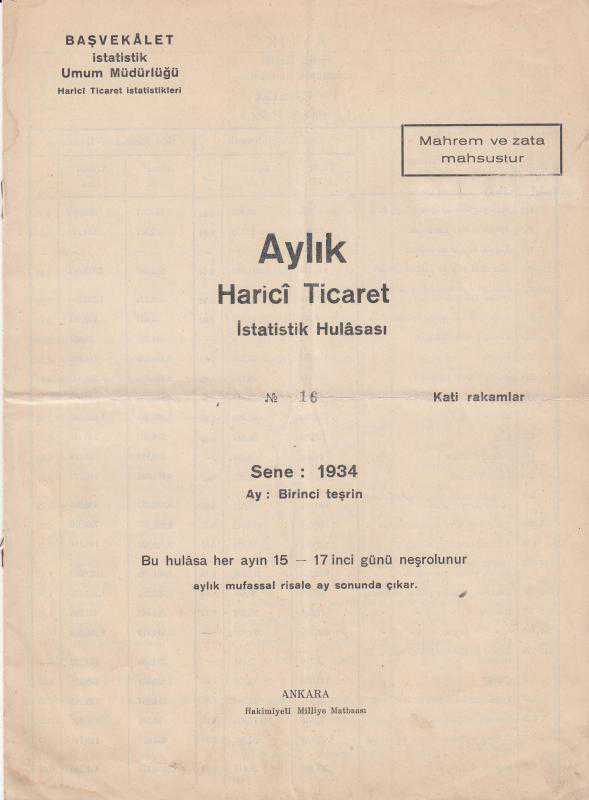 BAŞVEKÂLET
istatistik
Umum Müdürlüğü
Haricî Ticaret istatistikleri
Mahrem ve zata
mahsustur
Aylık
Haricî Ticaret
İstatistik Hulâsası
№ 16
Kati rakamlar
Sene : 1934
Ay : Birinci teşrin
Bu hulâsa her ayın 15 — 17 inci günü neşrolunur
aylık mufassal risale ay sonunda çıkar.
ANKARA
Hakimiyeti Milliye Matbaası